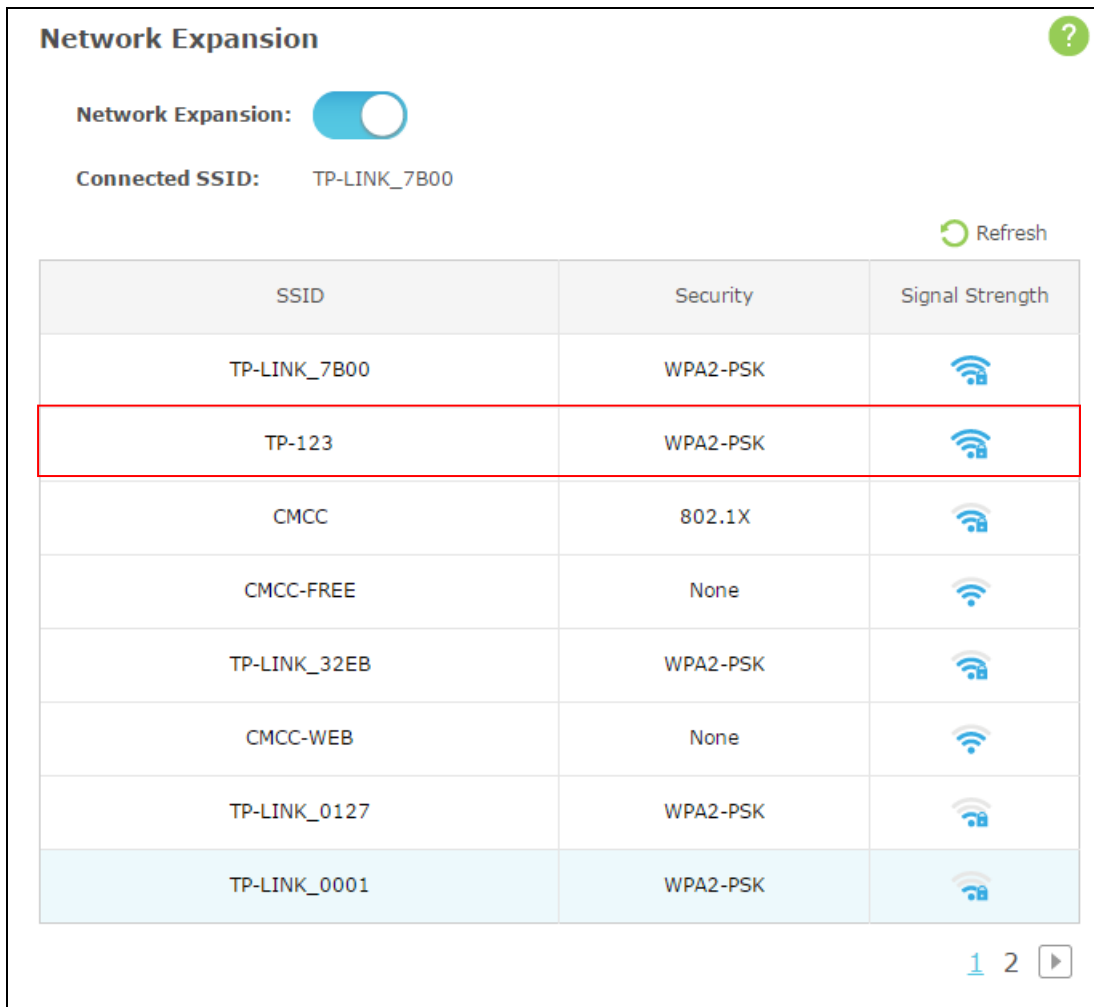 Network Expansion
?
Network Expansion:
Connected SSID: TP-LINK_7B00
Refresh
SSID Security Signal Strength
TP-LINK_7B00 WPA2-PSK
TP-123 WPA2-PSK
CMCC 802.1X
CMCC-FREE None
TP-LINK_32EB WPA2-PSK
CMCC-WEB None
TP-LINK_0127 WPA2-PSK
TP-LINK_0001 WPA2-PSK
1 2